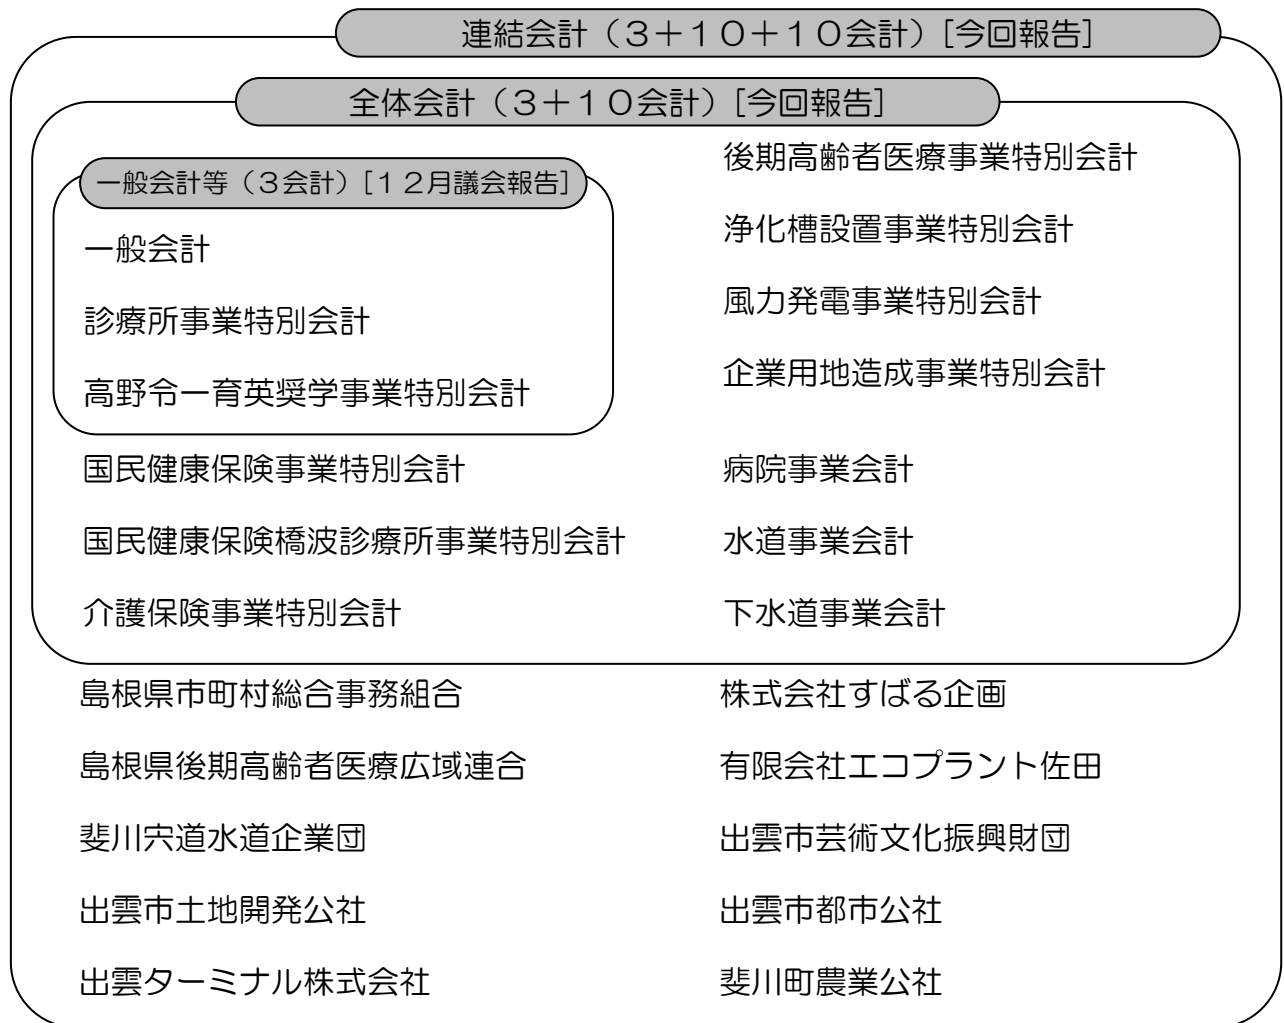 連結会計（３＋１０＋１０会計）[今回報告]
全体会計（３＋１０会計）[今回報告]
一般会計等（３会計）[１２月議会報告]
一般会計
診療所事業特別会計
高野令一育英奨学事業特別会計
国民健康保険事業特別会計
国民健康保険橋波診療所事業特別会計
介護保険事業特別会計
後期高齢者医療事業特別会計
浄化槽設置事業特別会計
風力発電事業特別会計
企業用地造成事業特別会計
病院事業会計
水道事業会計
下水道事業会計
島根県市町村総合事務組合
島根県後期高齢者医療広域連合
斐川宍道水道企業団
出雲市土地開発公社
出雲ターミナル株式会社
株式会社すばる企画
有限会社エコプラント佐田
出雲市芸術文化振興財団
出雲市都市公社
斐川町農業公社